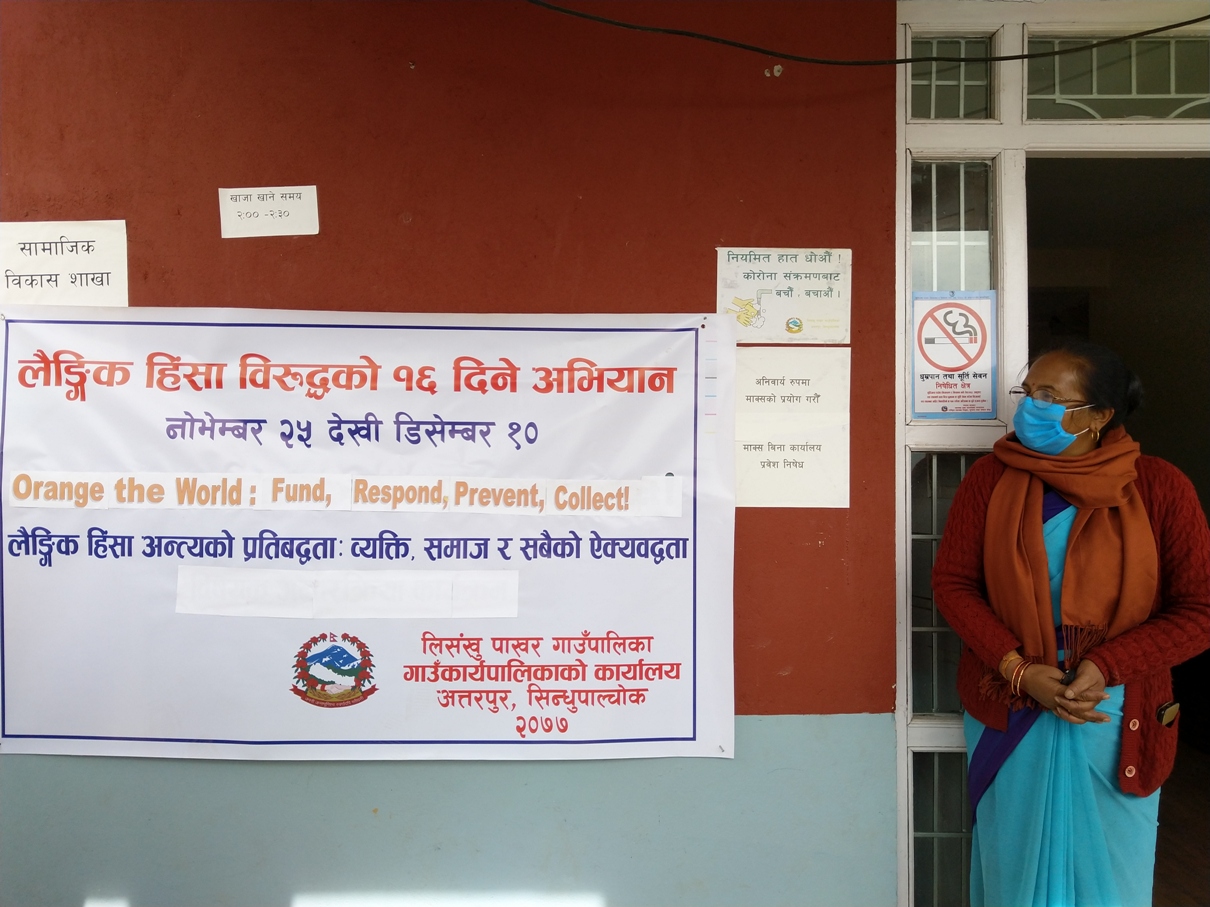 खाजा खाने समय
२:०० -२:३०
सामाजिक
विकास शाखा
लैङ्गिक हिंसा विरूद्धको १६ दिने अभियान
नोभेम्बर २५ देखी डिसेम्बर १०
Orange the World : Fund, Respond, Prevent, Collect!
लैङ्गिक हिंसा अन्त्यको प्रतिबद्धताः व्यक्ति, समाज र सबैको ऐक्यवद्धता
लिसंखु पाखर गाउँपालिका
गाउँकार्यपालिकाको कार्यालय
अत्तरपुर, सिन्धुपाल्चोक
२०७७
नियमित हात धोऔँ !
कोरोना संक्रमणबाट
बचौँ . बचाऔँ ।
अनिवार्य रुपमा
माक्सको प्रयोग गरौँ
माक्स बिना कार्यालय
प्रवेश निषेध
धुम्रपान तथा सूर्ति सेवन
निषेधित क्षेत्र